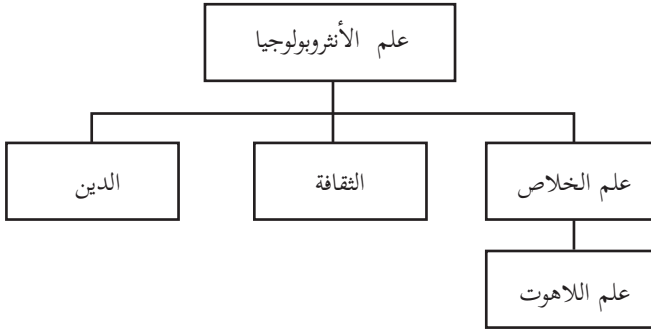 علم الأنثروبولوجيا
علم الخلاص
الثقافة
الدين
علم اللاهوت